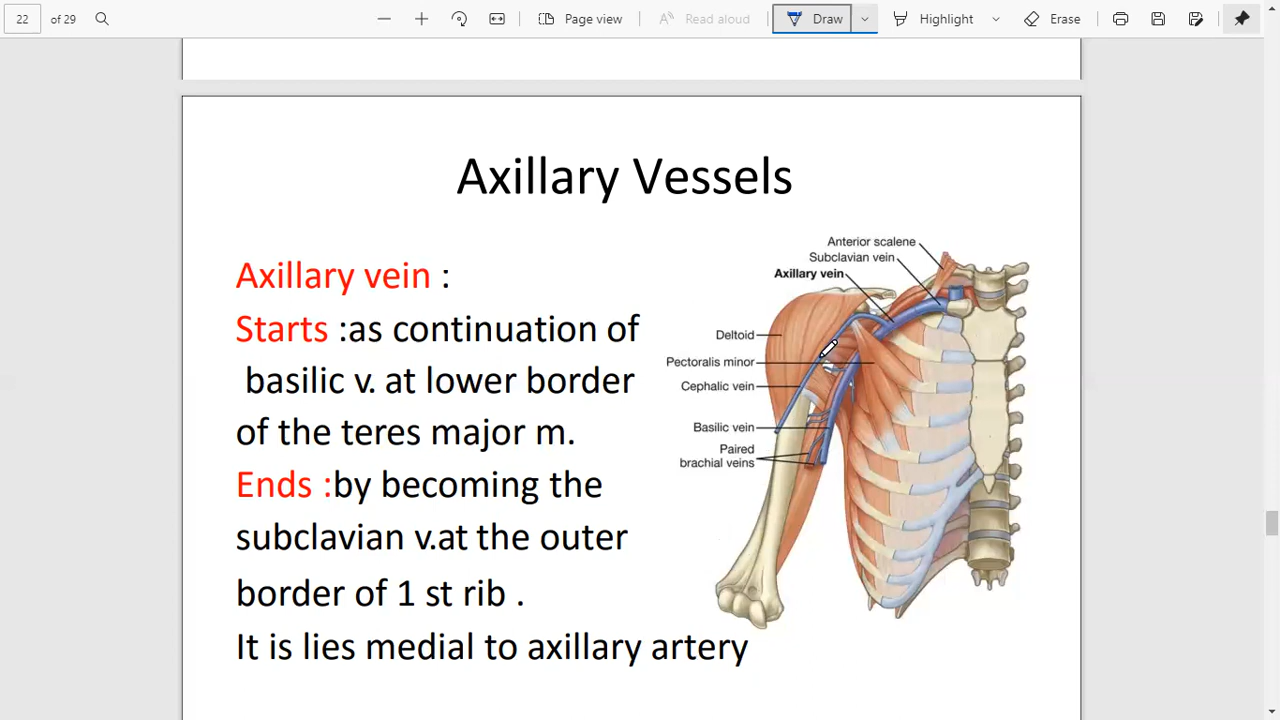 22 of 29
Page view
Read aloud
Draw
Highlight
Erase
Axillary Vessels
Axillary vein :
Starts :as continuation of
basilic v. at lower border
of the teres major m.
Ends :by becoming the
subclavian v.at the outer
border of 1 st rib .
It is lies medial to axillary artery
Anterior scalene
Subclavian vein
Axillary vein
Deltoid
Pectoralis minor
Cephalic vein
Basilic vein
Paired
brachial veins